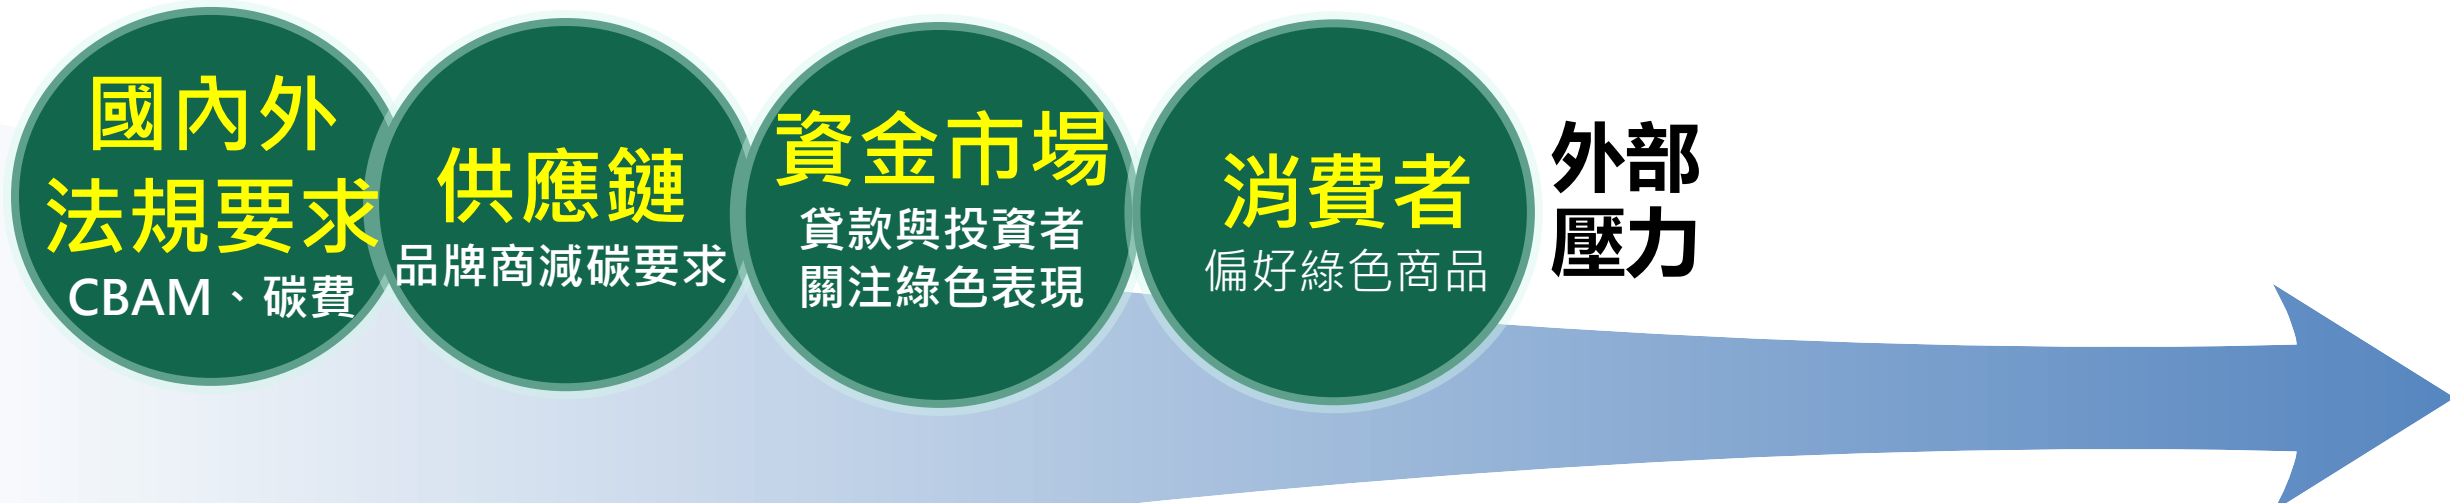 國內外
法規要求
CBAM、碳費
供應鏈
品牌商減碳要求
資金市場
貸款與投資者
關注綠色表現
消費者
偏好綠色商品
外部
壓力